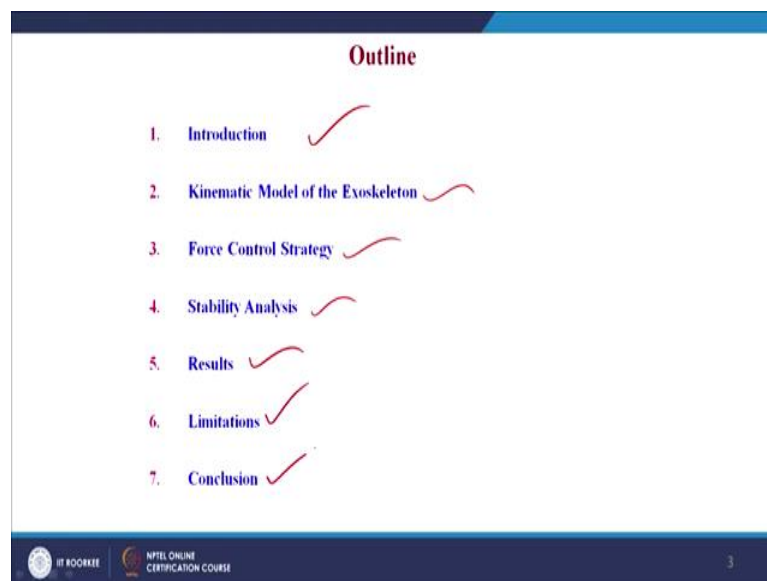 Outline
1. Introduction
2. Kinematic Model of the Exoskeleton
3. Force Control Strategy
4. Stability Analysis
5. Results
6. Limitations
7. Conclusion
IIT ROORKEE
NPTEL ONLINE
CERTIFICATION COURSE
3